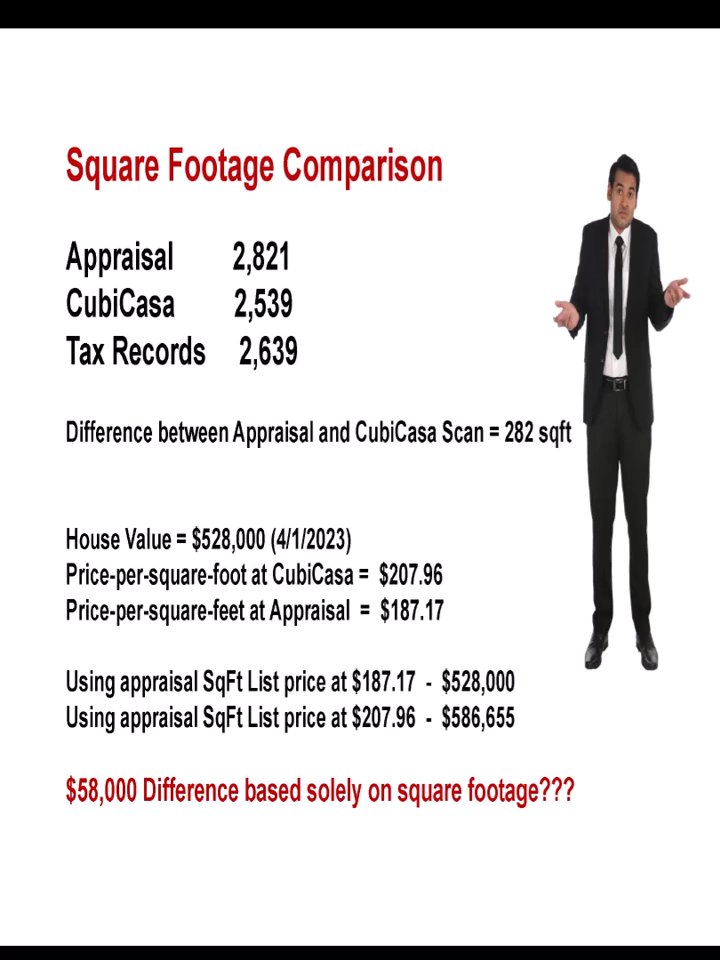 Square Footage Comparison
Appraisal 2,821
CubiCasa 2,539
Tax Records 2,639
Difference between Appraisal and CubiCasa Scan = 282 sqft
House Value = $528,000 (4/1/2023)
Price-per-square-foot at CubiCasa = $207.96
Price-per-square-feet at Appraisal = $187.17
Using appraisal SqFt List price at $187.17 - $528,000
Using appraisal SqFt List price at $207.96 - $586,655
$58,000 Difference based solely on square footage???